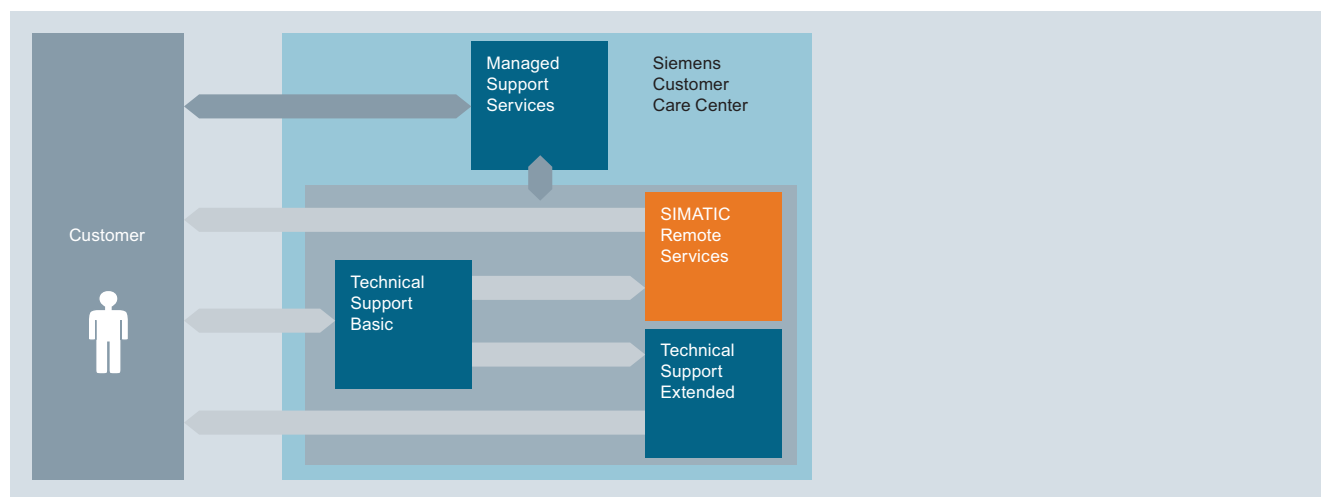 Managed
Support
Services
Siemens
Customer
Care Center
Customer
SIMATIC
Remote
Services
Technical
Support
Basic
Technical
Support
Extended